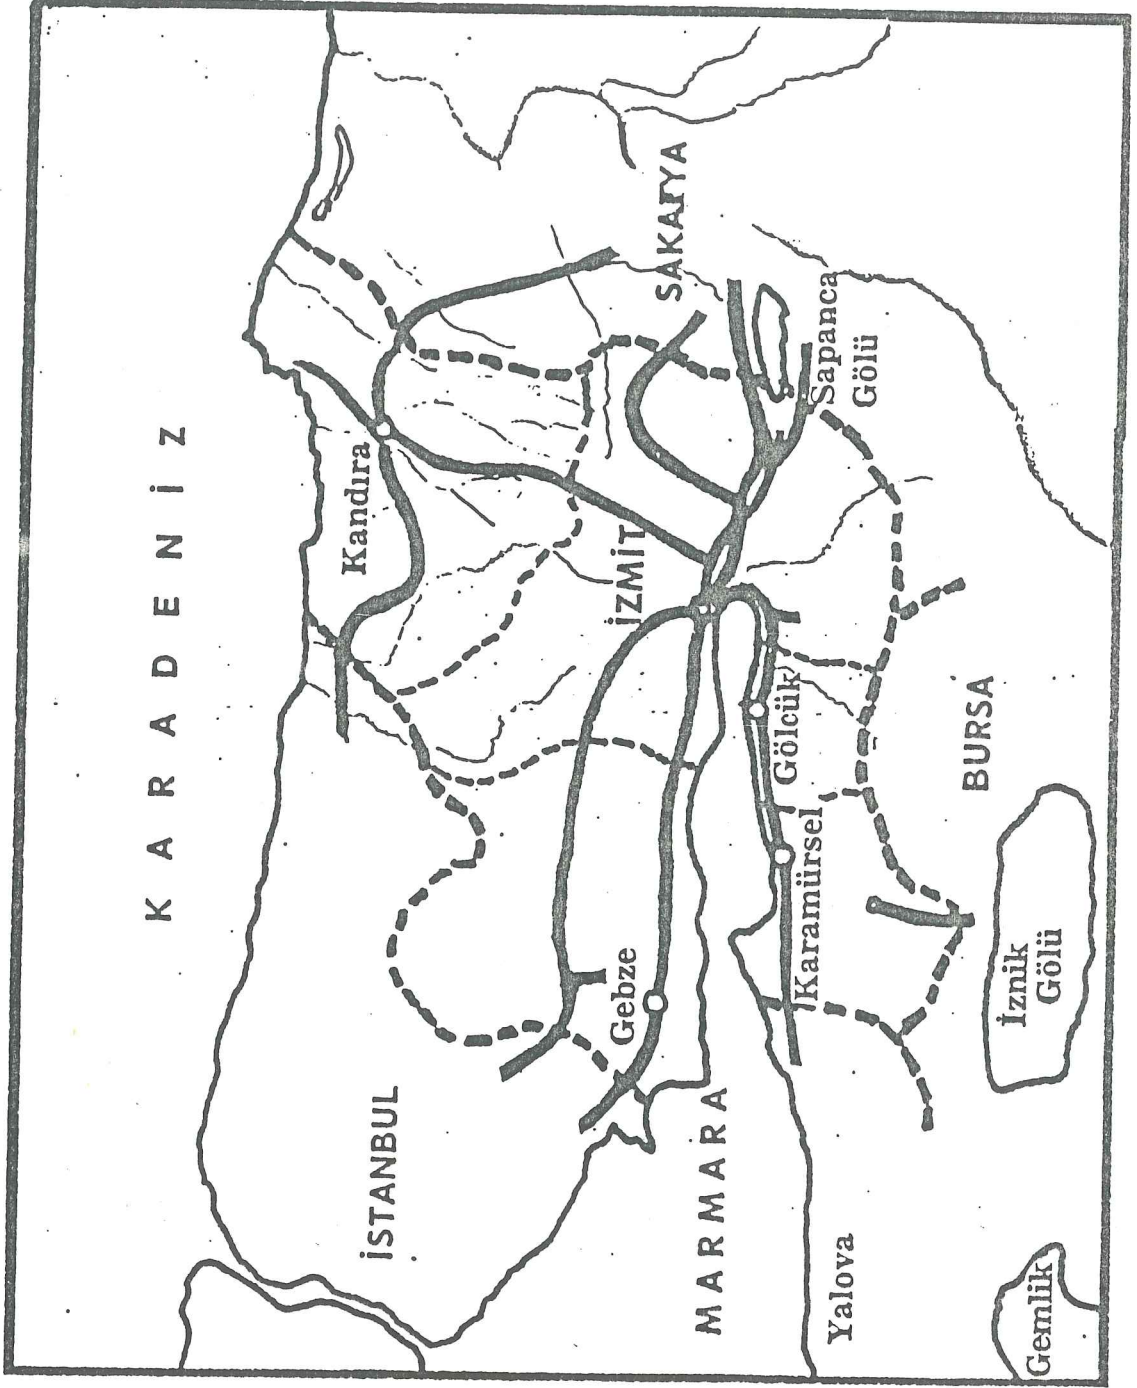 KARADENİZ
Kandıra
SAKARYA
Sapanca
Gölü
İZMİT
Gölcük
Karamürsel
Gebze
BURSA
İznik
Gölü
İSTANBUL
MARMARA
Yalova
Gemlik